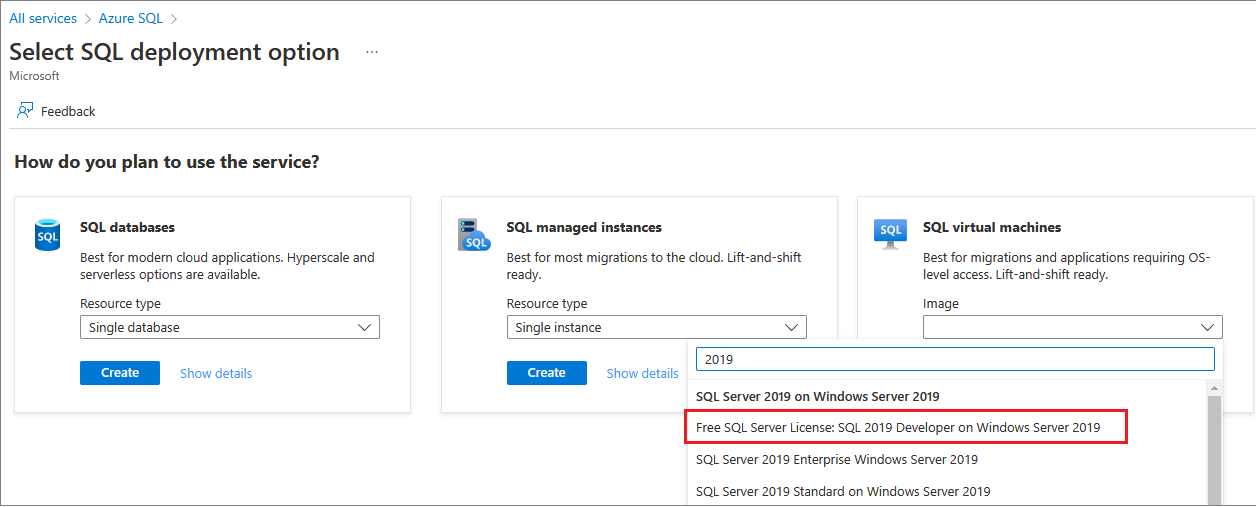 All services > Azure SQL >
Select SQL deployment option ...
Microsoft
Feedback
How do you plan to use the service?
SQL
SQL databases
Best for modern cloud applications. Hyperscale and
serverless options are available.
Resource type
Single database
Create Show details
SQL
SQL managed instances
Best for most migrations to the cloud. Lift-and-shift
ready.
Resource type
Single instance
Create Show details
SQL
SQL virtual machines
Best for migrations and applications requiring OS-
level access. Lift-and-shift ready.
Image
2019
SQL Server 2019 on Windows Server 2019
Free SQL Server License: SQL 2019 Developer on Windows Server 2019
SQL Server 2019 Enterprise Windows Server 2019
SQL Server 2019 Standard on Windows Server 2019